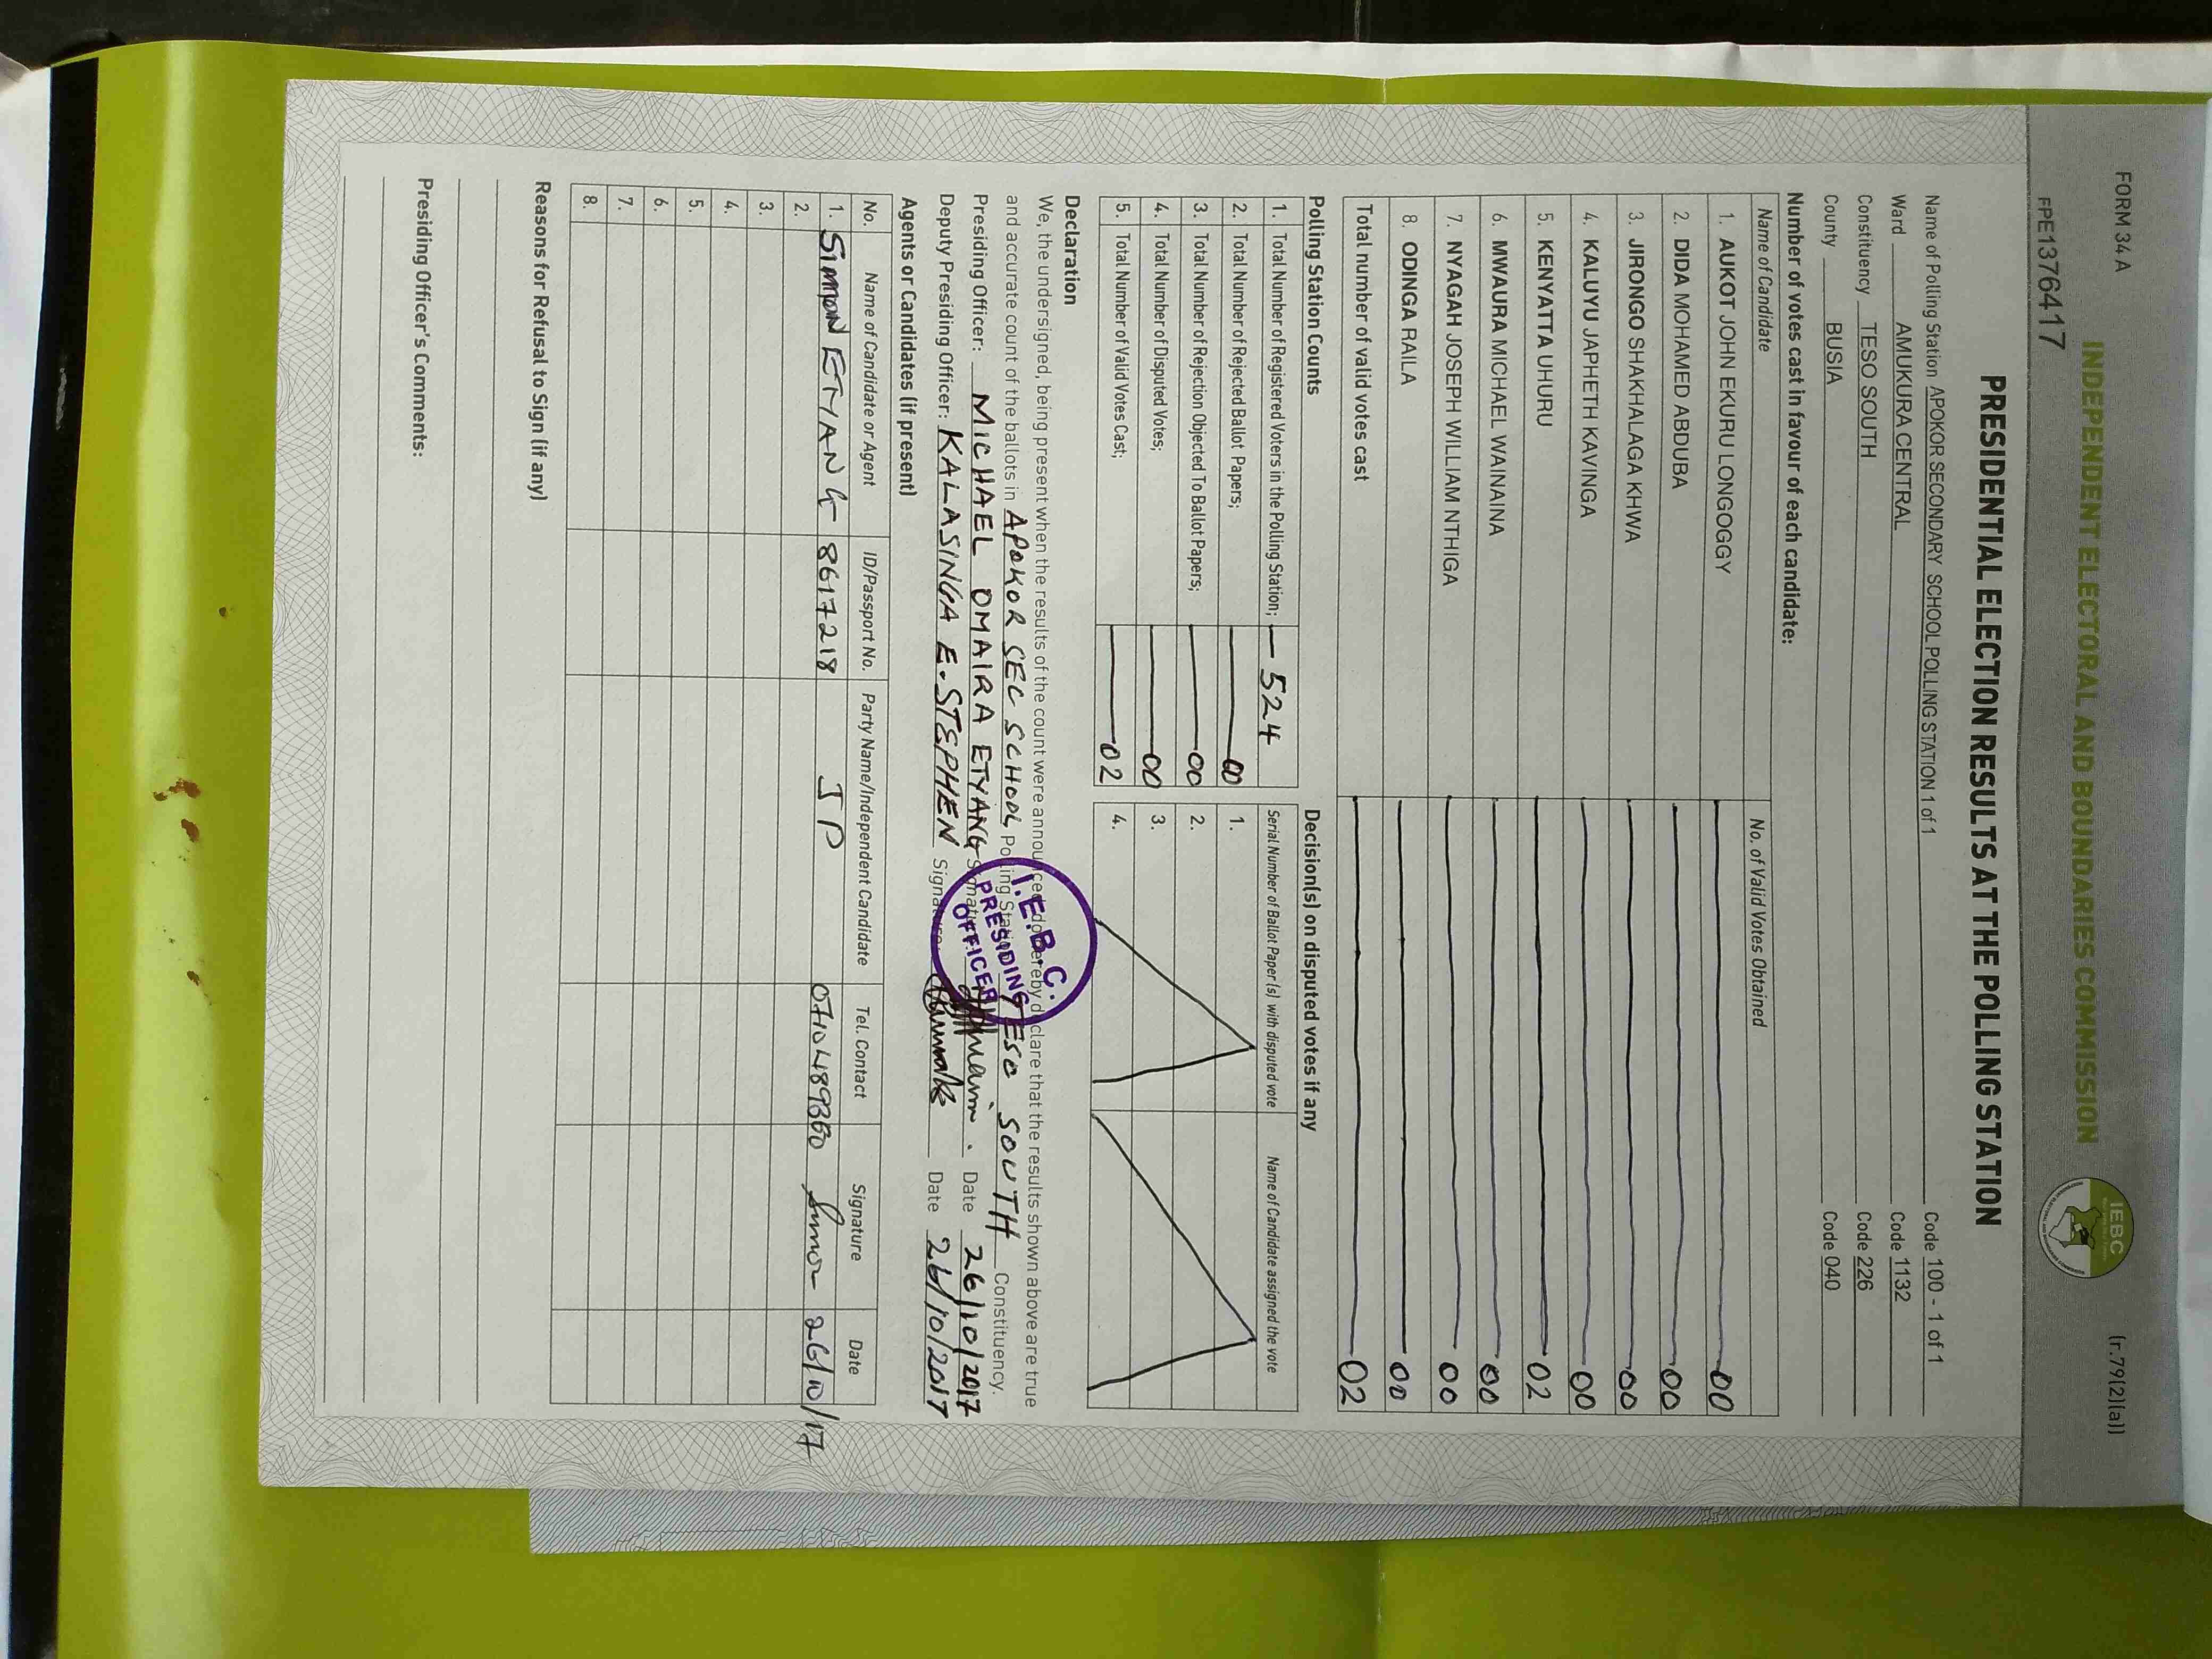 FORM 34 A
(r.79(2)(a))
INDEPENDENT ELECTORAL AND BOUNDARIES COMMISSION
IEBC
FPE1376417
PRESIDENTIAL ELECTION RESULTS AT THE POLLING STATION
Name of Polling Station APOKOR SECONDARY SCHOOL POLLING STATION 1 of 1 Code 100 - 1 of 1
Ward AMUKURA CENTRAL Code 1132
Constituency TESO SOUTH Code 226
County BUSIA Code 040
Number of votes cast in favour of each candidate:
Name of Candidate No. of Valid Votes Obtained
1. AUKOT JOHN EKURU LONGOGGY 00
2. DIDA MOHAMED ABDUBA 00
3. JIRONGO SHAKHALAGA KHWA 00
4. KALUYU JAPHETH KAVINGA 00
5. KENYATTA UHURU 02
6. MWAURA MICHAEL WAINAINA 00
7. NYAGAH JOSEPH WILLIAM NTHIGA 00
8. ODINGA RAILA 00
Total number of valid votes cast 02
Polling Station Counts
1. Total Number of Registered Voters in the Polling Station; 524
2. Total Number of Rejected Ballot Papers; 00
3. Total Number of Rejection Objected To Ballot Papers; 00
4. Total Number of Disputed Votes; 00
5. Total Number of Valid Votes Cast; 02
Decision(s) on disputed votes if any
Serial Number of Ballot Paper(s) with disputed vote Name of Candidate assigned the vote
1.
2.
3.
4.
Declaration
We, the undersigned, being present when the results of the count were announced do hereby declare that the results shown above are true
and accurate count of the ballots in APOKOR SEC SCHOOL Polling Station TESO SOUTH Constituency.
Presiding Officer: MICHAEL OMAIRA ETYANG Signature Date 26/10/2017
Deputy Presiding Officer: KALASINGA E. STEPHEN Signature Date 26/10/2017
I.E.B.C.
PRESIDING
OFFICER
Agents or Candidates (if present)
No. Name of Candidate or Agent ID/Passport No. Party Name/Independent Candidate Tel. Contact Signature Date
1. SIMON ETYANG 8617218 JP 0710489360 26/10/17
2.
3.
4.
5.
6.
7.
8.
Reasons for Refusal to Sign (if any)
Presiding Officer's Comments: